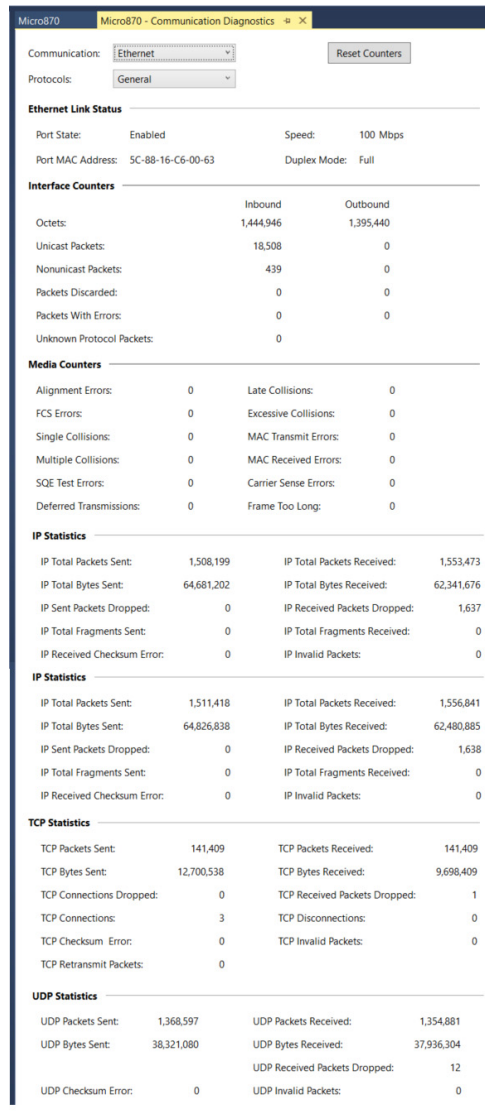 Micro870 Micro870 - Communication Diagnostics
Communication: Ethernet Reset Counters
Protocols: General
Ethernet Link Status
Port State: Enabled Speed: 100 Mbps
Port MAC Address: 5C-88-16-C6-00-63 Duplex Mode: Full
Interface Counters
Inbound Outbound
Octets: 1,444,946 1,395,440
Unicast Packets: 18,508 0
Nonunicast Packets: 439 0
Packets Discarded: 0 0
Packets With Errors: 0 0
Unknown Protocol Packets: 0
Media Counters
Alignment Errors: 0 Late Collisions: 0
FCS Errors: 0 Excessive Collisions: 0
Single Collisions: 0 MAC Transmit Errors: 0
Multiple Collisions: 0 MAC Received Errors: 0
SQE Test Errors: 0 Carrier Sense Errors: 0
Deferred Transmissions: 0 Frame Too Long: 0
IP Statistics
IP Total Packets Sent: 1,508,199 IP Total Packets Received: 1,553,473
IP Total Bytes Sent: 64,681,202 IP Total Bytes Received: 62,341,676
IP Sent Packets Dropped: 0 IP Received Packets Dropped: 1,637
IP Total Fragments Sent: 0 IP Total Fragments Received: 0
IP Received Checksum Error: 0 IP Invalid Packets: 0
IP Statistics
IP Total Packets Sent: 1,511,418 IP Total Packets Received: 1,556,841
IP Total Bytes Sent: 64,826,838 IP Total Bytes Received: 62,480,885
IP Sent Packets Dropped: 0 IP Received Packets Dropped: 1,638
IP Total Fragments Sent: 0 IP Total Fragments Received: 0
IP Received Checksum Error: 0 IP Invalid Packets: 0
TCP Statistics
TCP Packets Sent: 141,409 TCP Packets Received: 141,409
TCP Bytes Sent: 12,700,538 TCP Bytes Received: 9,698,409
TCP Connections Dropped: 0 TCP Received Packets Dropped: 1
TCP Connections: 3 TCP Disconnections: 0
TCP Checksum Error: 0 TCP Invalid Packets: 0
TCP Retransmit Packets: 0
UDP Statistics
UDP Packets Sent: 1,368,597 UDP Packets Received: 1,354,881
UDP Bytes Sent: 38,321,080 UDP Bytes Received: 37,936,304
UDP Received Packets Dropped: 12
UDP Checksum Error: 0 UDP Invalid Packets: 0